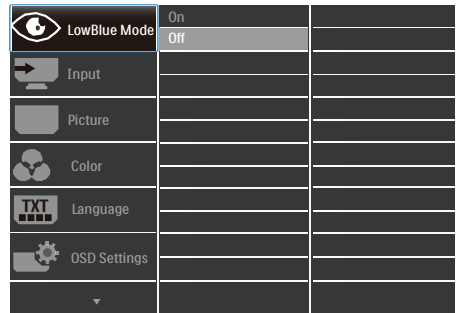 LowBlue Mode
On
Off
Input
Picture
Color
TXT
Language
OSD Settings